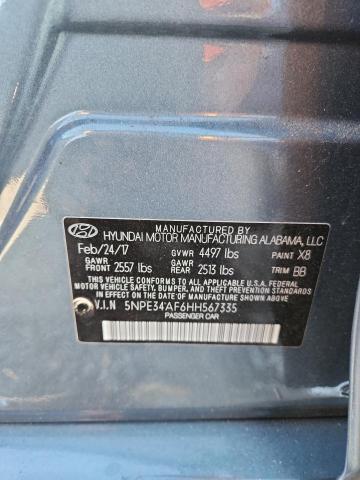 MANUFACTURED BY
HYUNDAI MOTOR MANUFACTURING ALABAMA, LLC
Feb/24/17 GVWR 4497 lbs PAINT X8
GAWR FRONT 2557 lbs GAWR REAR 2513 lbs TRIM BB
THIS VEHICLE CONFORMS TO ALL APPLICABLE U.S.A FEDERAL
MOTOR VEHICLE SAFETY, BUMPER, AND THEFT PREVENTION
STANDARDS IN EFFECT ON THE DATE OF MANUFACTURE
SHOWN ABOVE.
V.I.N 5NPE34AF6HH567335
PASSENGER CAR